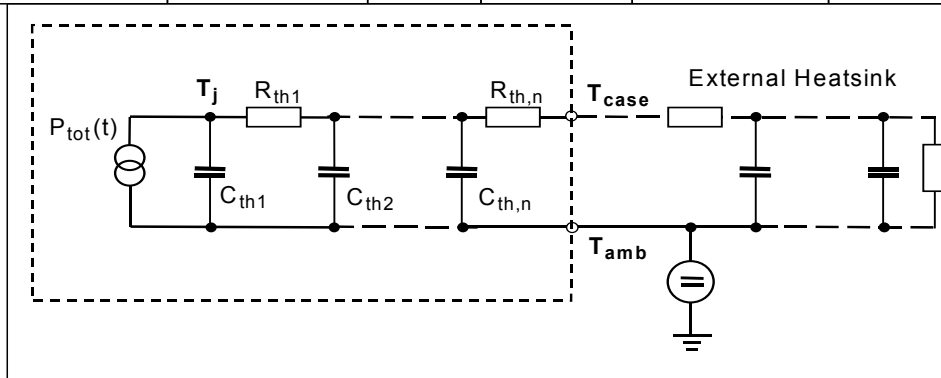 External Heatsink
T_j
R_th1
R_th,n
T_case
P_tot(t)
C_th1
C_th2
C_th,n
T_amb